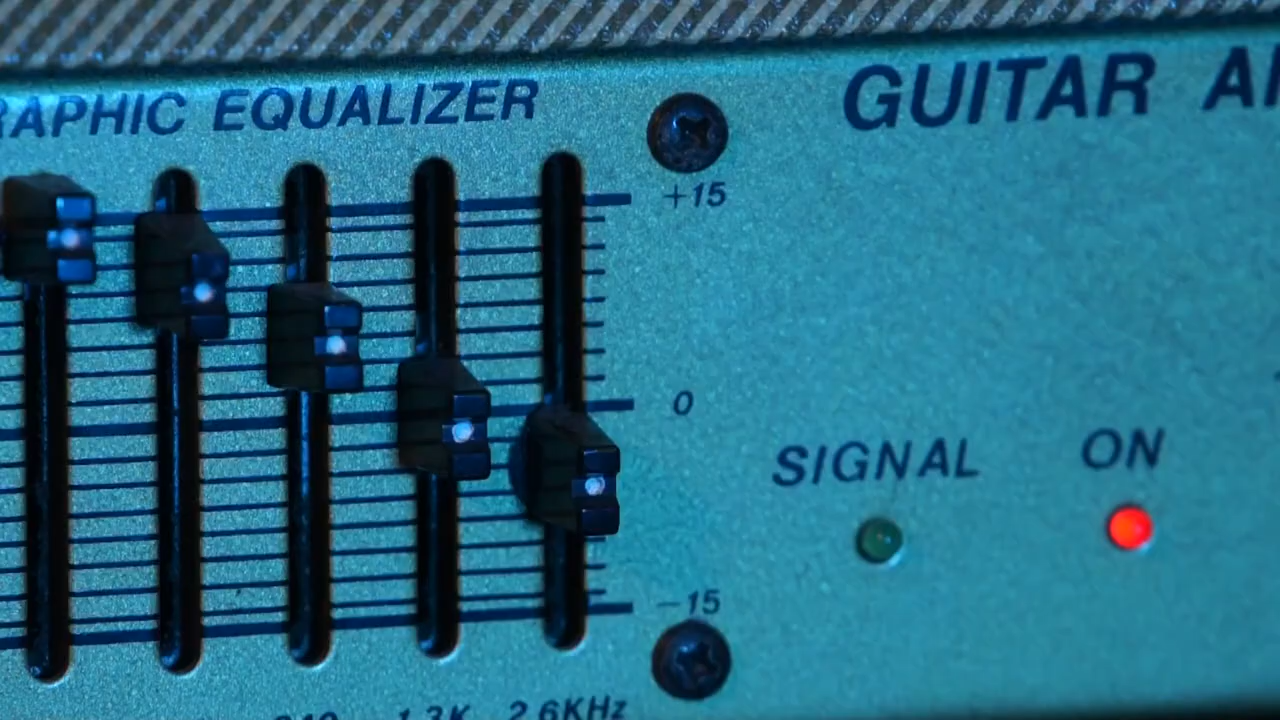 RAPHIC EQUALIZER
GUITAR
+15
0
SIGNAL
ON
−15
1.3K 2.6KHz